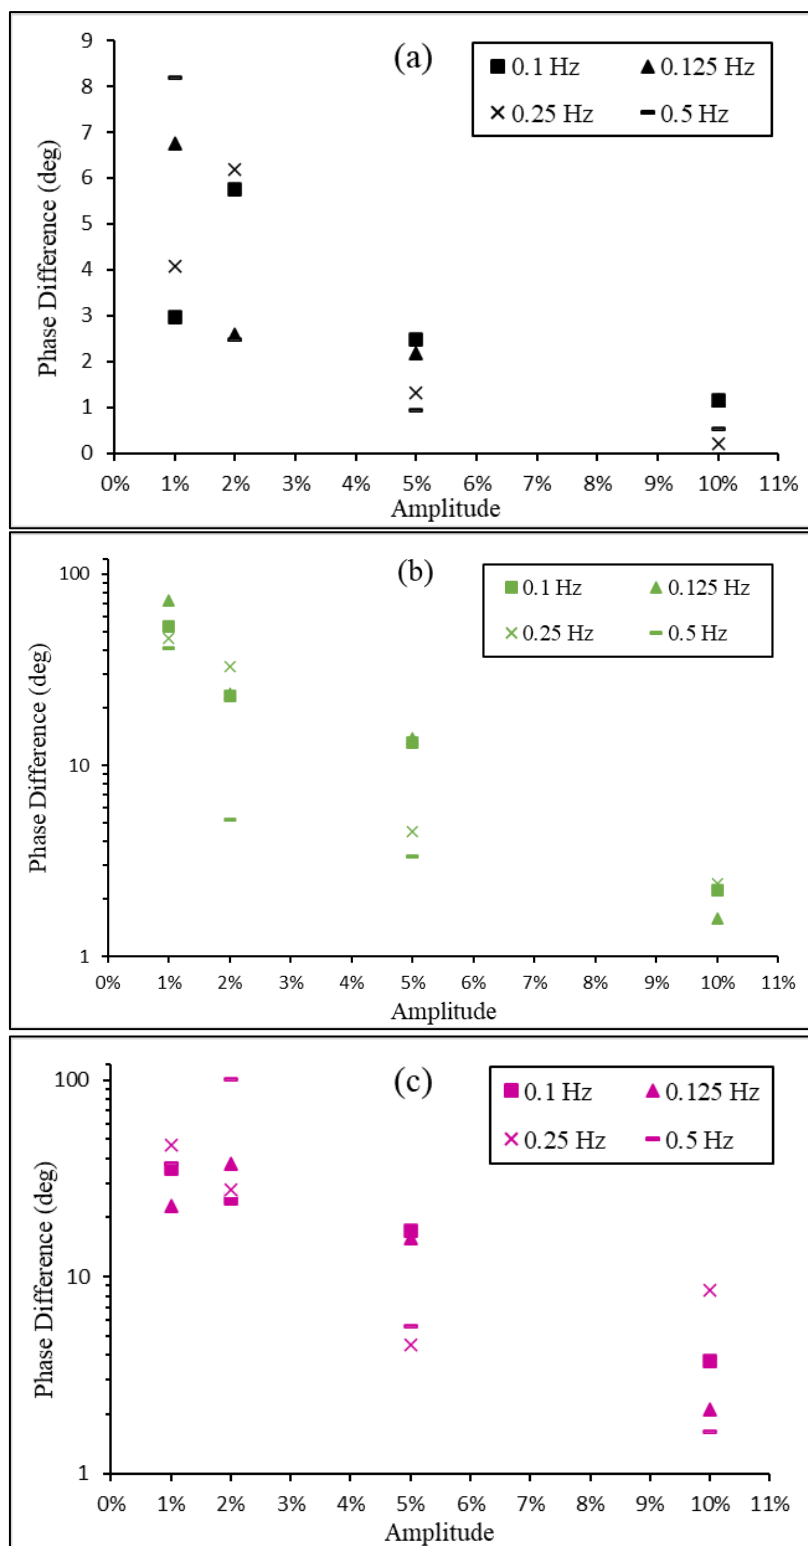 (a)
0.1 Hz 0.125 Hz
0.25 Hz 0.5 Hz
Phase Difference (deg)
9
8
7
6
5
4
3
2
1
0
0% 1% 2% 3% 4% 5% 6% 7% 8% 9% 10% 11%
Amplitude
(b)
0.1 Hz 0.125 Hz
0.25 Hz 0.5 Hz
Phase Difference (deg)
100
10
1
0% 1% 2% 3% 4% 5% 6% 7% 8% 9% 10% 11%
Amplitude
(c)
0.1 Hz 0.125 Hz
0.25 Hz 0.5 Hz
Phase Difference (deg)
100
10
1
0% 1% 2% 3% 4% 5% 6% 7% 8% 9% 10% 11%
Amplitude